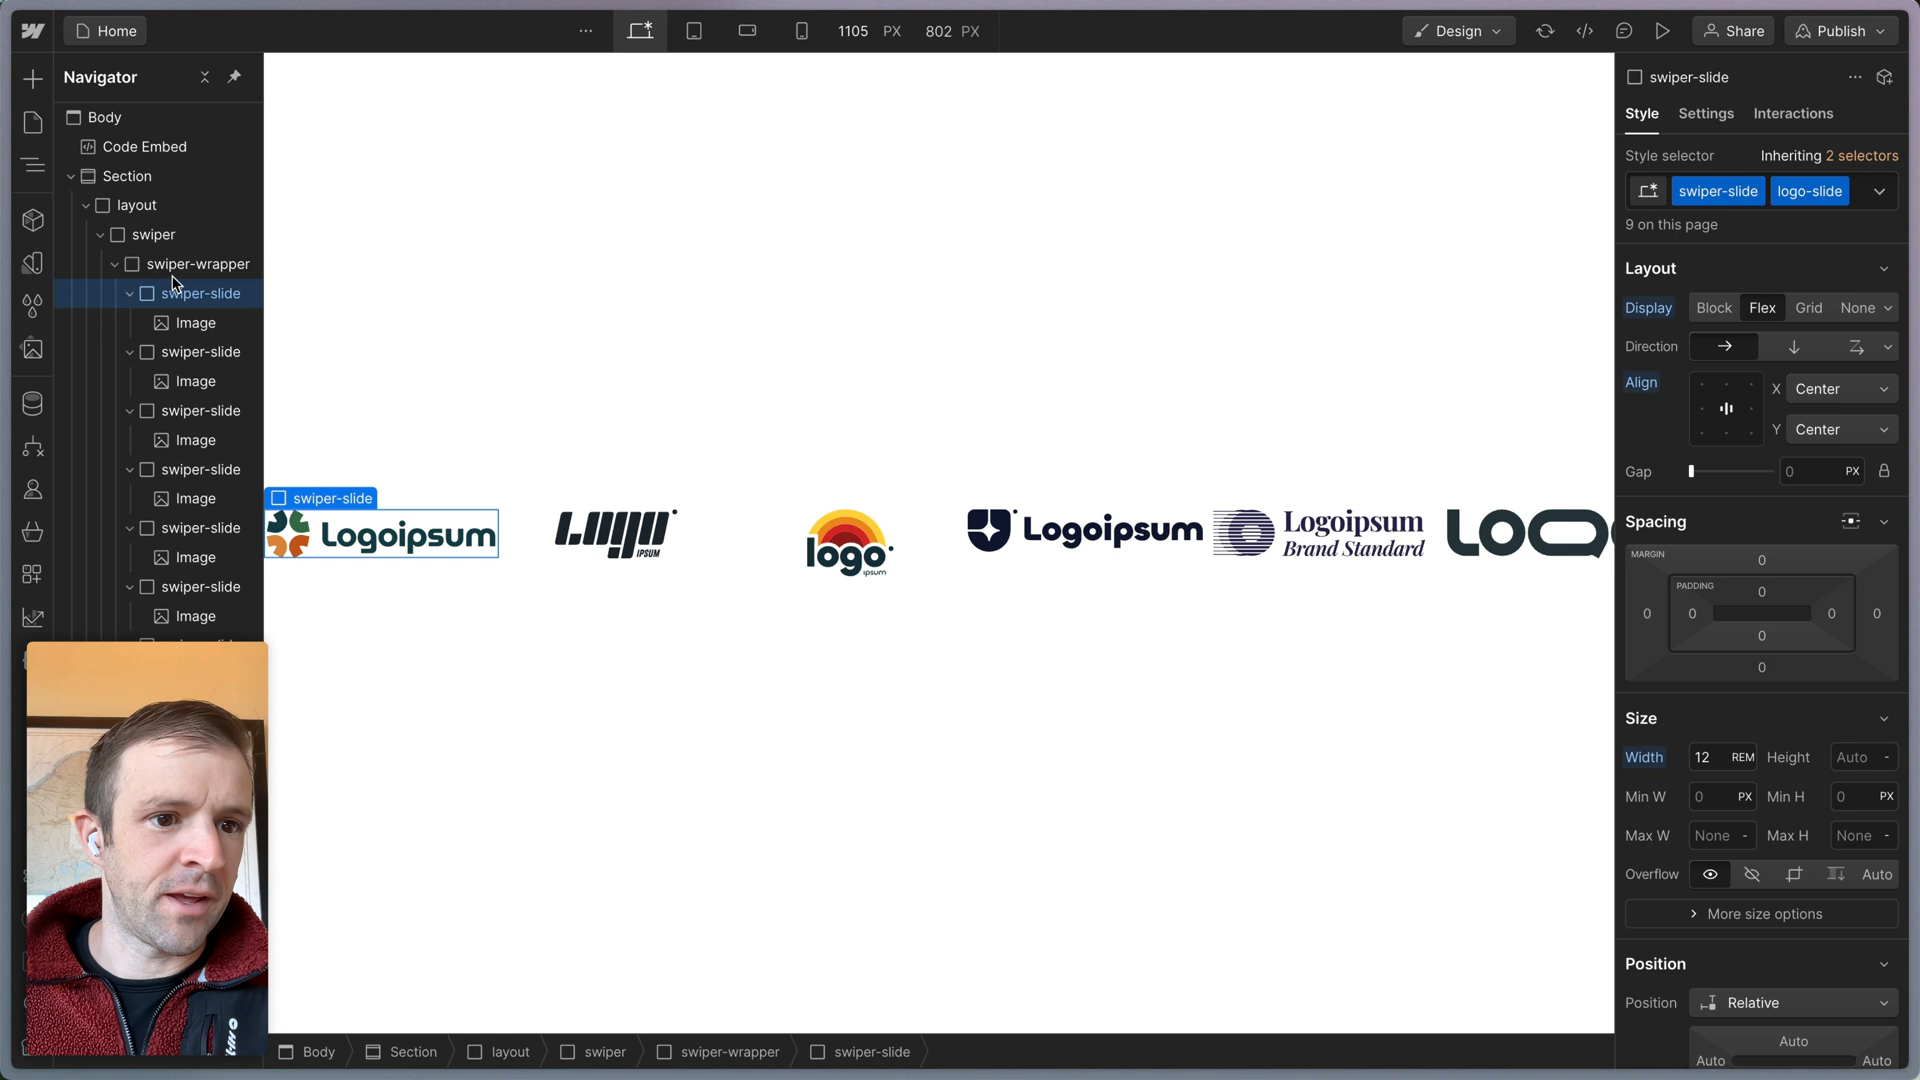 Home
1105 PX 802 PX
Design
Share
Publish
Navigator
Body
Code Embed
Section
layout
swiper
swiper-wrapper
swiper-slide
Image
swiper-slide
Image
swiper-slide
Image
swiper-slide
Image
swiper-slide
Image
swiper-slide
Image
swiper-slide
Logoipsum
logo
IPSUM
logo
ipsum
Logoipsum
Logoipsum
Brand Standard
LOO
swiper-slide
Style Settings Interactions
Style selector Inheriting 2 selectors
swiper-slide logo-slide
9 on this page
Layout
Display Block Flex Grid None
Direction
Align X Center
Y Center
Gap 0 PX
Spacing
MARGIN
0
PADDING
0
0 0 0 0
0
0
Size
Width 12 REM Height Auto -
Min W 0 PX Min H 0 PX
Max W None - Max H None -
Overflow Auto
More size options
Position
Position Relative
Auto
Auto Auto
Body Section layout swiper swiper-wrapper swiper-slide